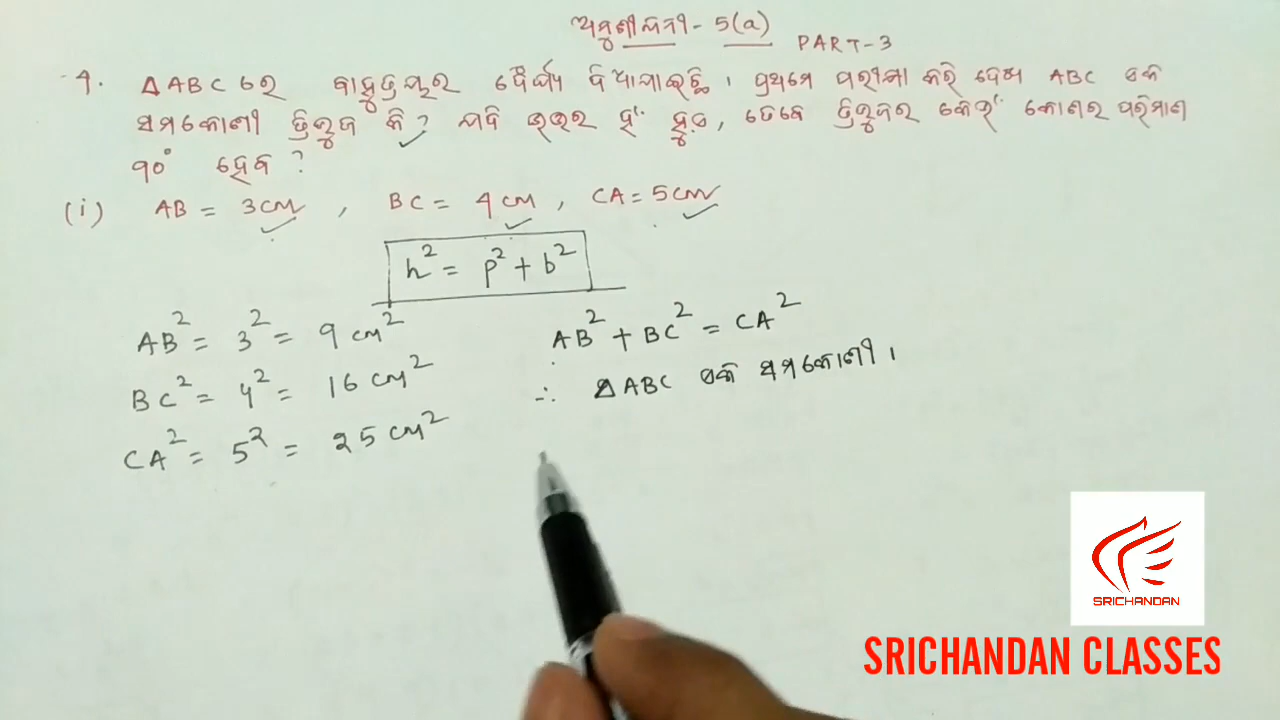 ଅନୁଶୀଳନୀ - 5(a)
PART-3
୩. ΔABC ରେ ବାହୁତ୍ରୟର ଦୈର୍ଘ୍ୟ ଦିଆଯାଇଛି । ପ୍ରଥମେ ପରୀକ୍ଷା କରି ଦେଖ ABC ଏକ
ସମକୋଣୀ ତ୍ରିଭୁଜ କି ? ଯଦି ଉତ୍ତର ହଁ ହୁଏ, ତେବେ ତ୍ରିଭୁଜର କେଉଁ କୋଣର ପରିମାଣ
୯୦° ହେବ ?
(i) AB = 3cm , BC = 4cm , CA = 5cm
h² = p² + b²
AB² = 3² = 9 cm²
BC² = 4² = 16 cm²
CA² = 5² = 25 cm²
AB² + BC² = CA²
∴ ΔABC ଏକ ସମକୋଣୀ ।
SRICHANDAN
SRICHANDAN CLASSES